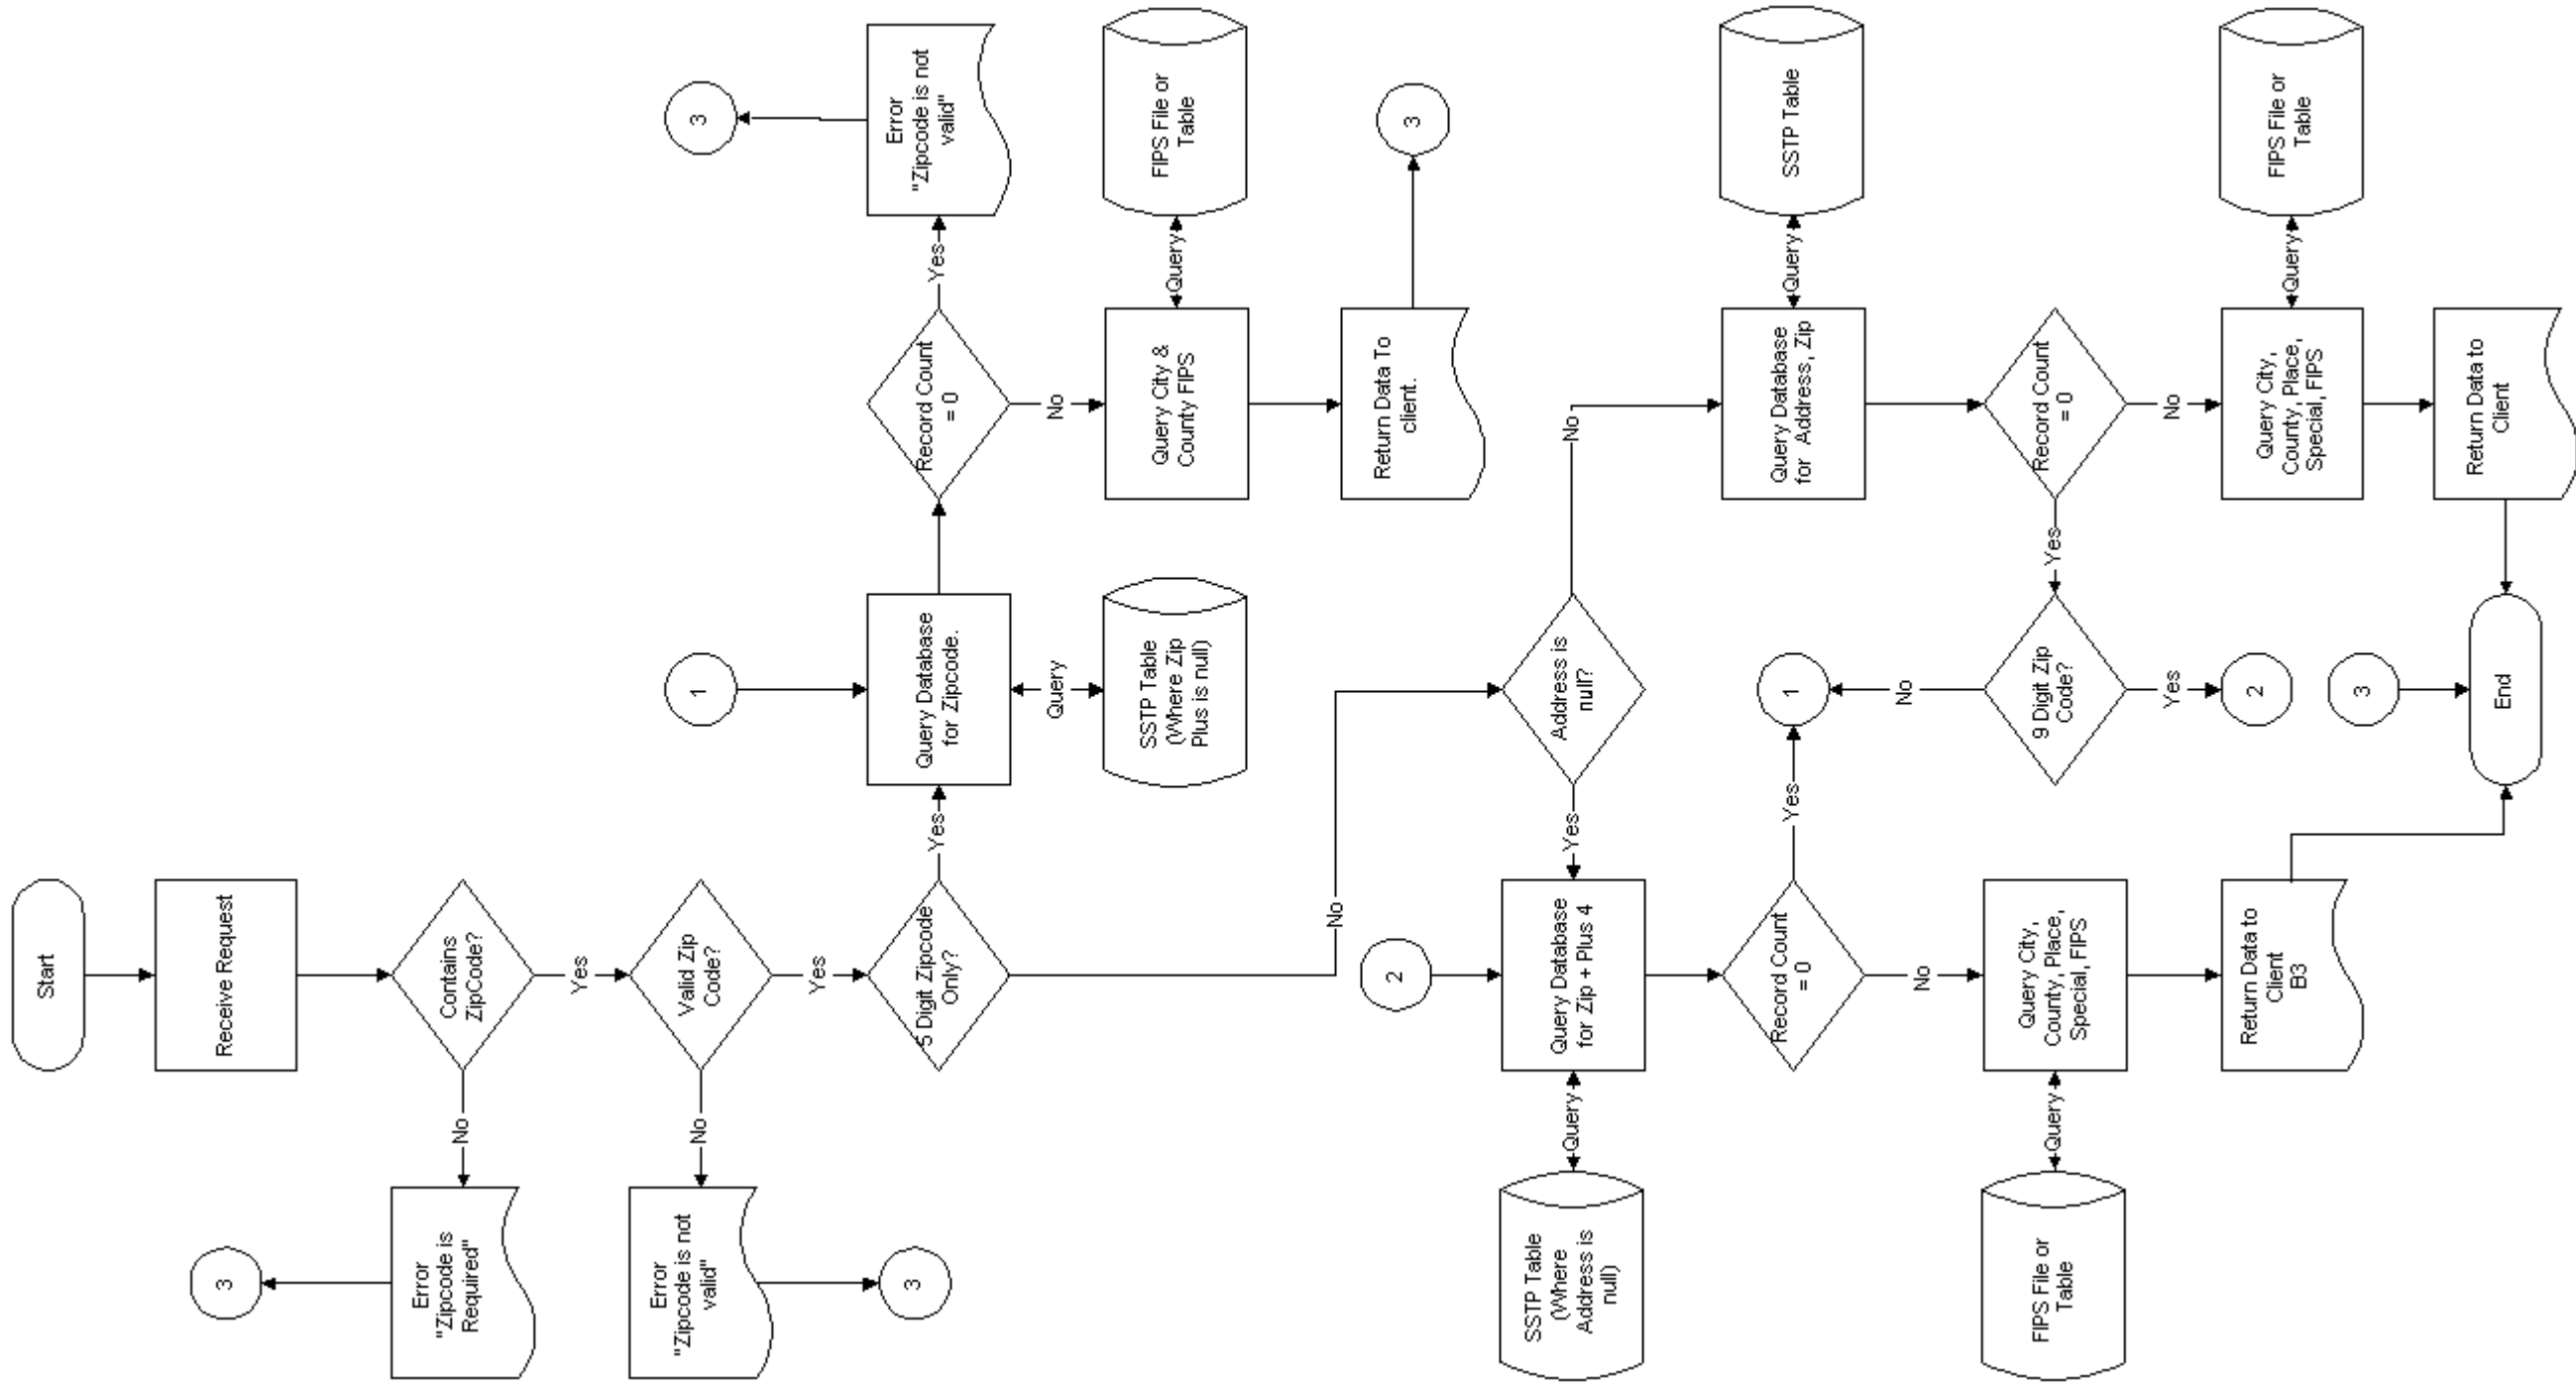 Start
3
Receive Request
Error
"Zipcode is
Required"
No
Contains
ZipCode?
Yes
Error
"Zipcode is not
valid"
No
Valid Zip
Code?
1
3
Yes
3
5 Digit Zipcode
Only?
Yes
Query Database
for Zipcode.
Record Count
= 0
Yes
Error
"Zipcode is not
valid"
Query
No
SSTP Table
(Where Zip
Plus is null)
Query City &
County FIPS
Query
FIPS File or
Table
No
2
Return Data To
client.
3
SSTP Table
(Where
Address is
null)
Query
Query Database
for Zip + Plus 4
Yes
Address is
null?
No
Record Count
= 0
Yes
1
Query Database
for Address, Zip
Query
SSTP Table
No
No
FIPS File or
Table
Query
Query City,
County, Place,
Special, FIPS
9 Digit Zip
Code?
Yes
Record Count
= 0
Yes
No
Return Data to
Client
B3
2
Query City,
County, Place,
Special, FIPS
Query
FIPS File or
Table
3
End
Return Data to
Client